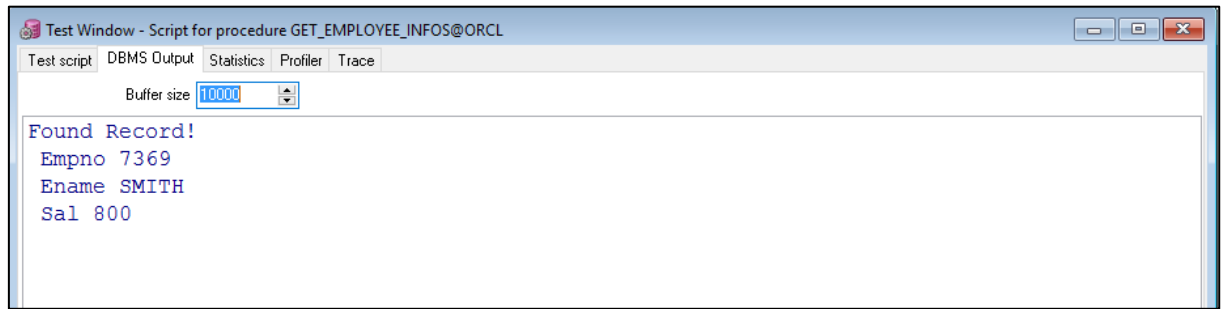 Test Window - Script for procedure GET_EMPLOYEE_INFOS@ORCL
Test script DBMS Output Statistics Profiler Trace
Buffer size 10000
Found Record!
Empno 7369
Ename SMITH
Sal 800